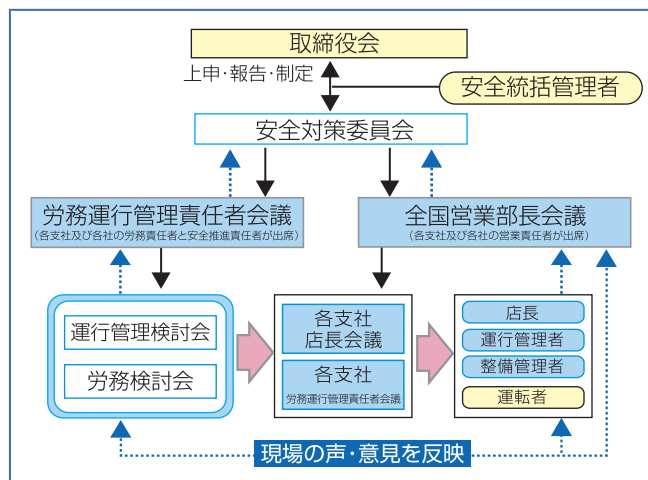 取締役会
上申・報告・制定
安全統括管理者
安全対策委員会
労務運行管理責任者会議
（各支社及び各社の労務責任者と安全推進責任者が出席）
全国営業部長会議
（各支社及び各社の営業責任者が出席）
運行管理検討会
労務検討会
各支社
店長会議
各支社
労務運行管理責任者会議
店長
運行管理者
整備管理者
運転者
現場の声・意見を反映